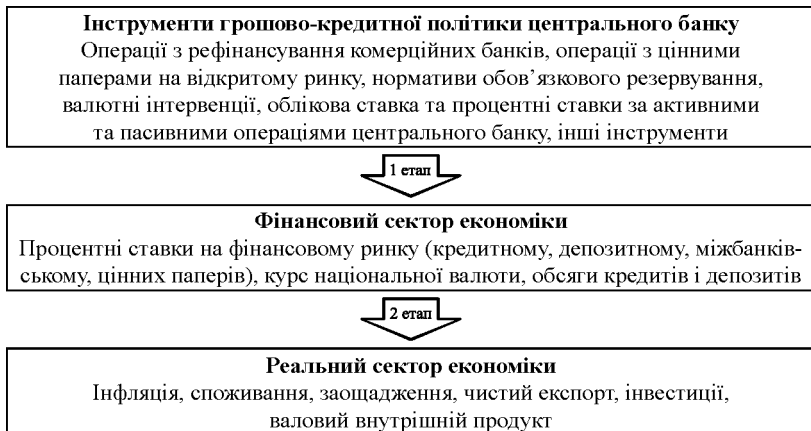 Інструменти грошово-кредитної політики центрального банку
Операції з рефінансування комерційних банків, операції з цінними
паперами на відкритому ринку, нормативи обов’язкового резервування,
валютні інтервенції, облікова ставка та процентні ставки за активними
та пасивними операціями центрального банку, інші інструменти
1 етап
Фінансовий сектор економіки
Процентні ставки на фінансовому ринку (кредитному, депозитному, міжбанків-
ському, цінних паперів), курс національної валюти, обсяги кредитів і депозитів
2 етап
Реальний сектор економіки
Інфляція, споживання, заощадження, чистий експорт, інвестиції,
валовий внутрішній продукт